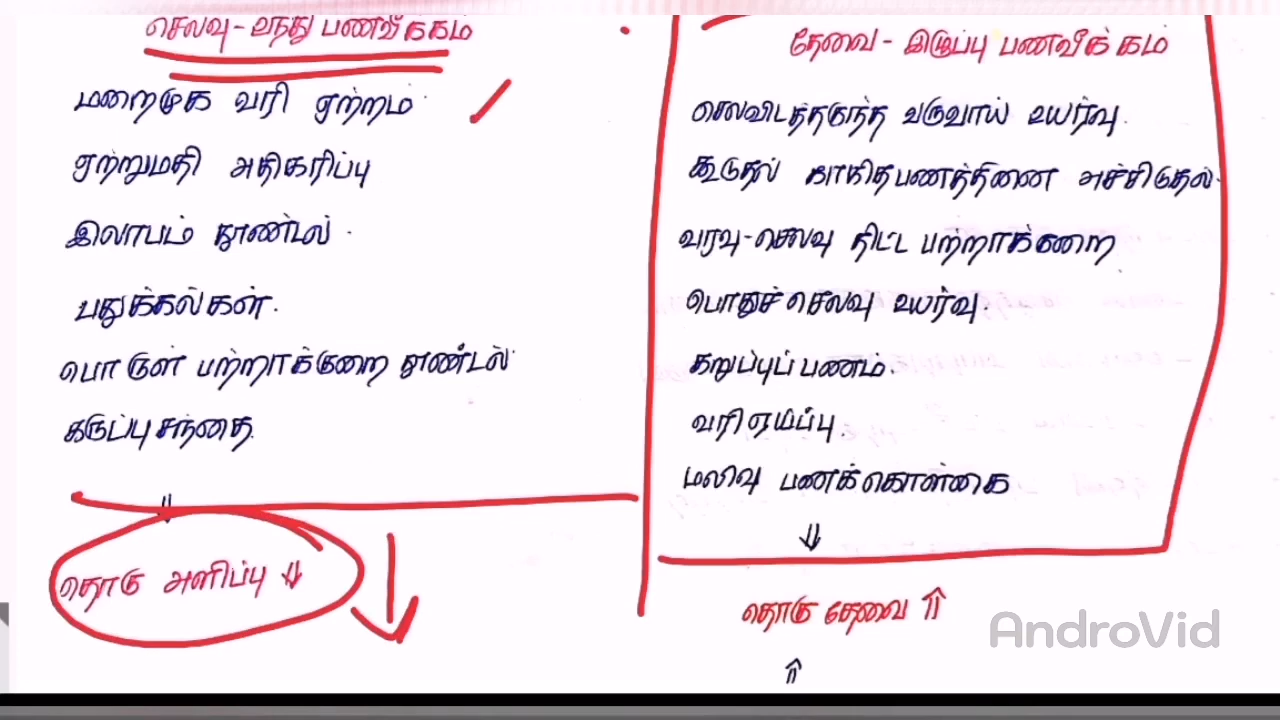 செலவு - உந்து பணவீக்கம்
மறைமுக வரி ஏற்றம்.
ஏற்றுமதி அதிகரிப்பு
இலாபம் தூண்டல்.
பதுக்கல்கள்.
பொருள் பற்றாக்குறை தூண்டல்
கருப்பு சந்தை.
⇓
தொகு அளிப்பு ⇓
தேவை - இழுப்பு பணவீக்கம்
செலவிடத்தகுந்த வருவாய் உயர்வு.
கூடுதல் காகித பணத்தினை அச்சிடுதல்.
வரவு-செலவு திட்ட பற்றாக்குறை
பொதுச் செலவு உயர்வு.
கறுப்புப் பணம்.
வரி ஏய்ப்பு.
மலிவு பணக்கொள்கை
⇓
தொகு தேவை ⇑
⇑
AndroVid